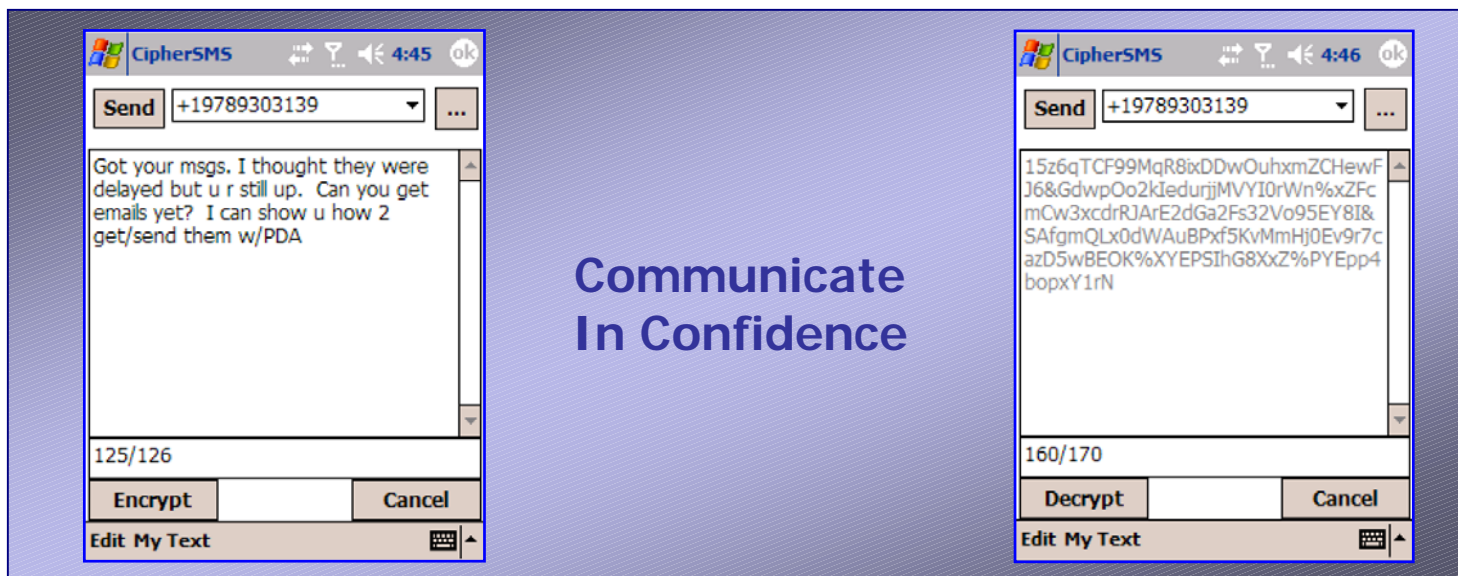 CipherSMS 4:45 ok
Send +19789303139 ...
Got your msgs. I thought they were
delayed but u r still up.  Can you get
emails yet?  I can show u how 2
get/send them w/PDA
125/126
Encrypt Cancel
Edit My Text
Communicate
In Confidence
CipherSMS 4:46 ok
Send +19789303139 ...
15z6qTCF99MqR8ixDDwOuhxmZCHewF
J6&GdwpOo2kIedurjjMVYI0rWn%xZFc
mCw3xcdrRJArE2dGa2Fs32Vo95EY8I&
SAfgmQLx0dWAuBPxf5KvMmHj0Ev9r7c
azD5wBEOK%XYEPSIhG8XxZ%PYEpp4
bopxY1rN
160/170
Decrypt Cancel
Edit My Text